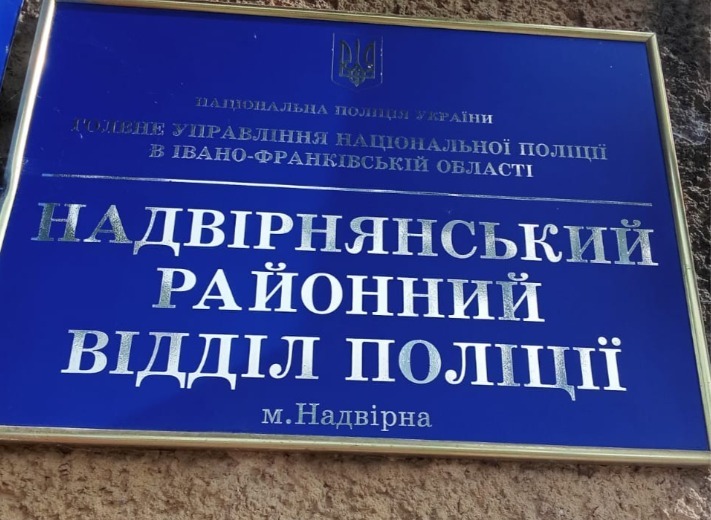 НАЦІОНАЛЬНА ПОЛІЦІЯ УКРАЇНИ
ГОЛОВНЕ УПРАВЛІННЯ НАЦІОНАЛЬНОЇ ПОЛІЦІЇ
В ІВАНО-ФРАНКІВСЬКІЙ ОБЛАСТІ
НАДВІРНЯНСЬКИЙ
РАЙОННИЙ
ВІДДІЛ ПОЛІЦІЇ
м.Надвірна